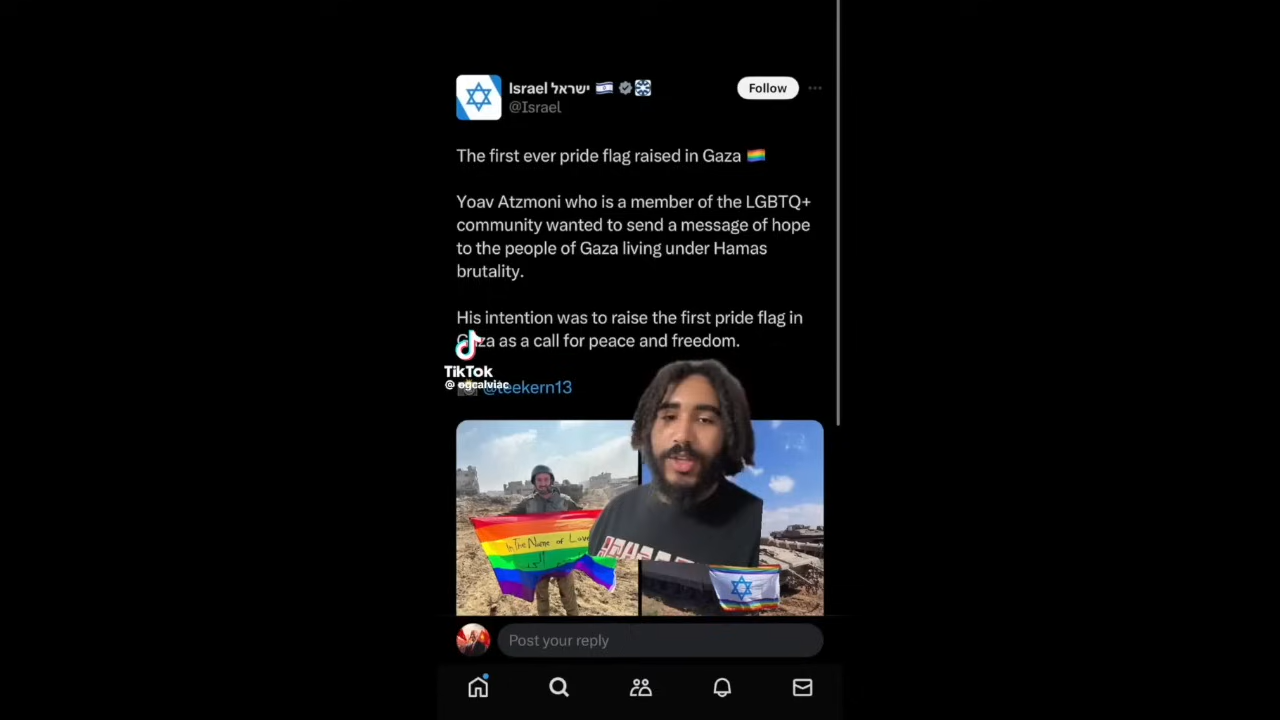 Israel ישראל 🇮🇱
@Israel
Follow
The first ever pride flag raised in Gaza 🏳️‍🌈
Yoav Atzmoni who is a member of the LGBTQ+
community wanted to send a message of hope
to the people of Gaza living under Hamas
brutality.
His intention was to raise the first pride flag in
Gaza as a call for peace and freedom.
TikTok
@ogcalviac
@teekern13
In The Name of Love
Post your reply